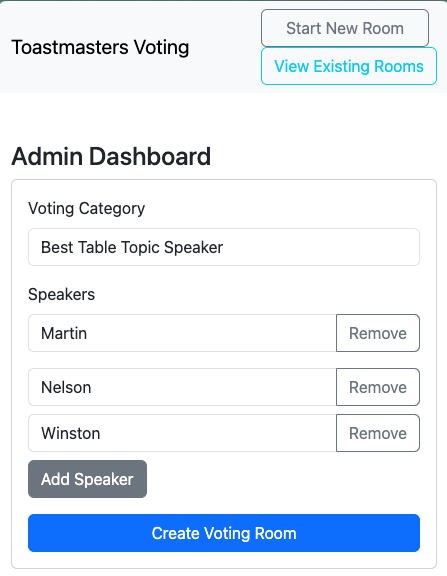 Toastmasters Voting
Start New Room
View Existing Rooms
Admin Dashboard
Voting Category
Best Table Topic Speaker
Speakers
Martin Remove
Nelson Remove
Winston Remove
Add Speaker
Create Voting Room